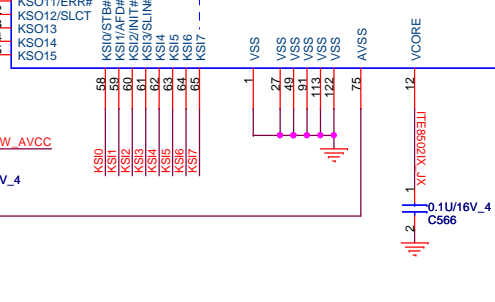 KSO11/ERR#
KSO12/SLCT
KSO13
KSO14
KSO15
KSI0/STB#
KSI1/AFD#
KSI2/INIT#
KSI3/SLIN#
KSI4
KSI5
KSI6
KSI7
VSS
VSS
VSS
VSS
VSS
VSS
AVSS
VCORE
58
59
60
61
62
63
64
65
1
27
49
91
113
122
75
12
KSI0
KSI1
KSI2
KSI3
KSI4
KSI5
KSI6
KSI7
W_AVCC
V_4
ITE8502IX_JX
1
0.1U/16V_4
C566
2